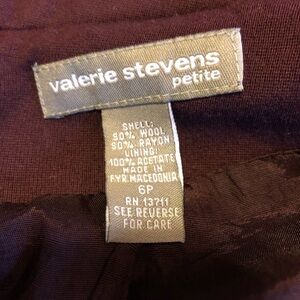 valerie stevens
petite
SHELL:
50% WOOL
50% RAYON
LINING:
100% ACETATE
MADE IN
F.Y.R. MACEDONIA
6P
RN 13711
SEE REVERSE
FOR CARE